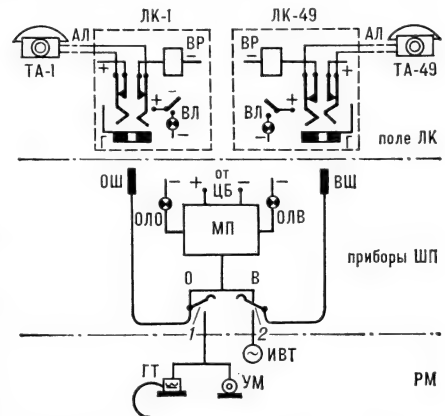 ЛК-1 ЛК-49
АЛ ВР ВР АЛ
ТА-1 + − − + ТА-49
+ − ВЛ ВЛ − +
− −
Г Г
поле ЛК
ОШ − + от ЦБ − − ВЩ
ОЛО МП ОЛВ
приборы ШП
О В
1 2
ИВТ
ГТ УМ РМ